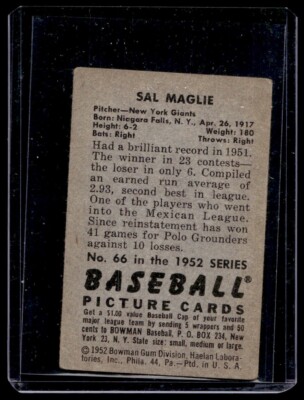 SAL MAGLIE
Pitcher—New York Giants
Born: Niagara Falls, N. Y., Apr. 26, 1917
Height: 6-2 Weight: 180
Bats: Right Throws: Right
Had a brilliant record in 1951.
The winner in 23 contests—
the loser in only 6. Compiled
an earned run average of
2.93, second best in league.
One of the players who went
into the Mexican League.
Since reinstatement has won
41 games for Polo Grounders
against 10 losses.
No. 66 in the 1952 SERIES
BASEBALL®
PICTURE CARDS
Get a $1.00 value Baseball Cap of your favorite
major league team by sending 5 wrappers and 50
cents to BOWMAN Baseball, P. O. BOX 234, New
York 23, N. Y. State size: small, medium or large.
©1952 Bowman Gum Division, Haelan Labora-
tories, Inc., Phila. 44, Pa.—Ptd. in U. S. A.